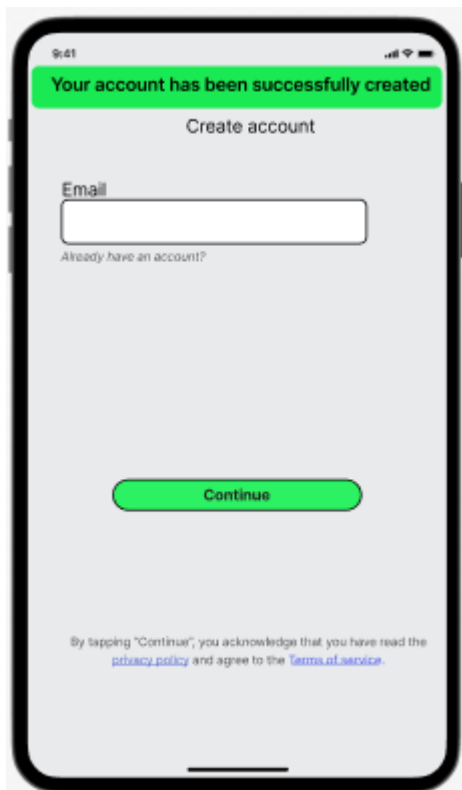 9:41
Your account has been successfully created
Create account
Email
Already have an account?
Continue
By tapping "Continue", you acknowledge that you have read the
privacy policy and agree to the Terms of service.